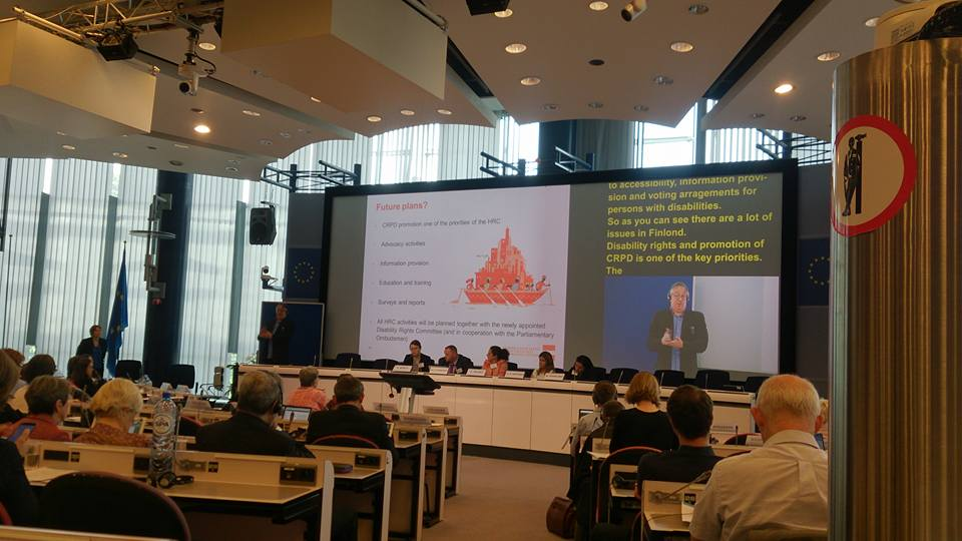 Future plans?
CRPD promotion one of the priorities of the HRC
Advocacy activities
Information provision
Education and training
Surveys and reports
All HRC activities will be planned together with the newly appointed
Disability Rights Committee (and in cooperation with the Parliamentary
Ombudsman)
to accessibility, information provi-
sion and voting arragements for
persons with disabilities.
So as you can see there are a lot of
issues in Finlond.
Disability rights and promotion of
CRPD is one of the key priorities.
The